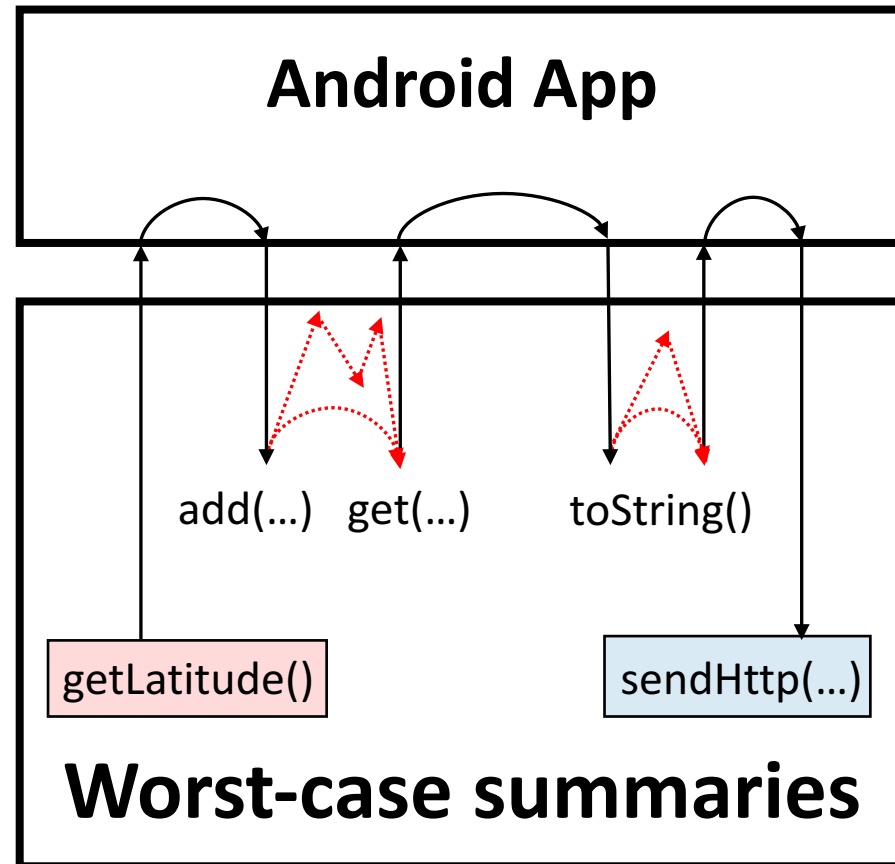 Android App
add(…) get(…) toString()
getLatitude() sendHttp(…)
Worst-case summaries